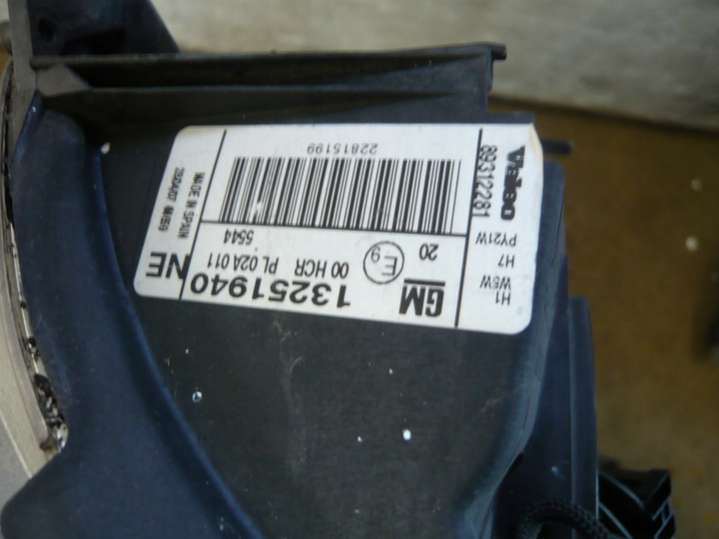 H1
W5W
H7
PY21W
Valeo
89312281
GM
13251940
NE
E9
00 HCR PL 02A 011
20
5544
22815199
MADE IN SPAIN